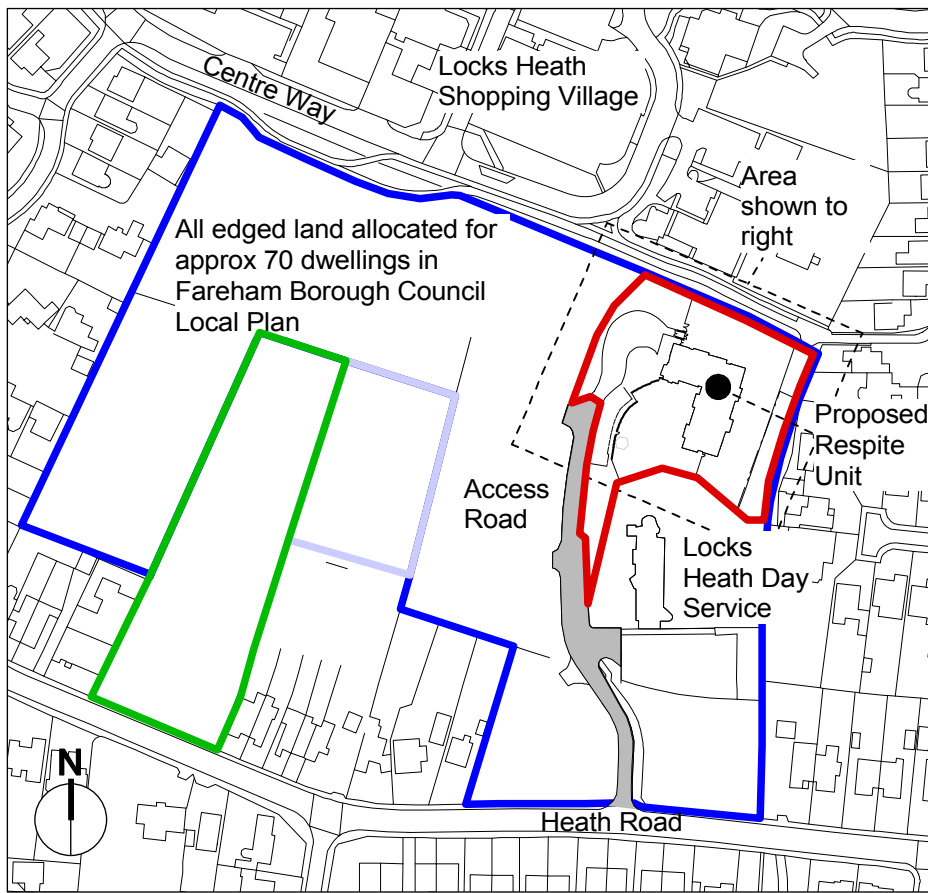 Centre Way
Locks Heath
Shopping Village
Area
shown to
right
All edged land allocated for
approx 70 dwellings in
Fareham Borough Council
Local Plan
Proposed
Respite
Unit
Access
Road
Locks
Heath Day
Service
N
Heath Road